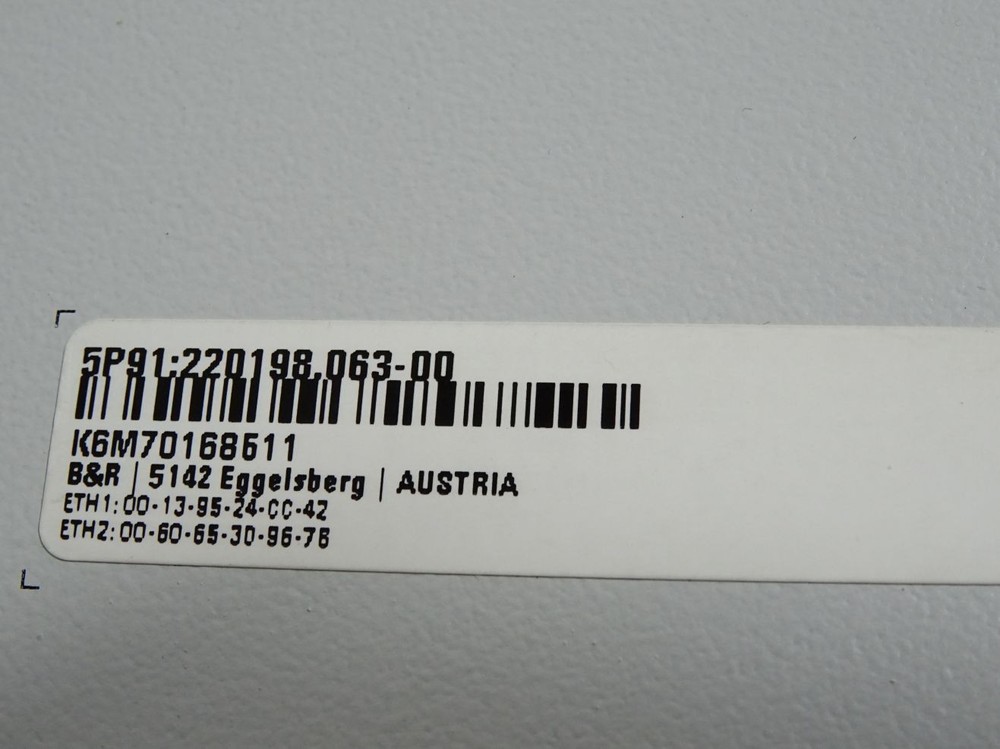 5P91:220198.063-00
K6M70168511
B&R | 5142 Eggelsberg | AUSTRIA
ETH1:00-13-95-24-CC-42
ETH2:00-60-65-30-96-7B